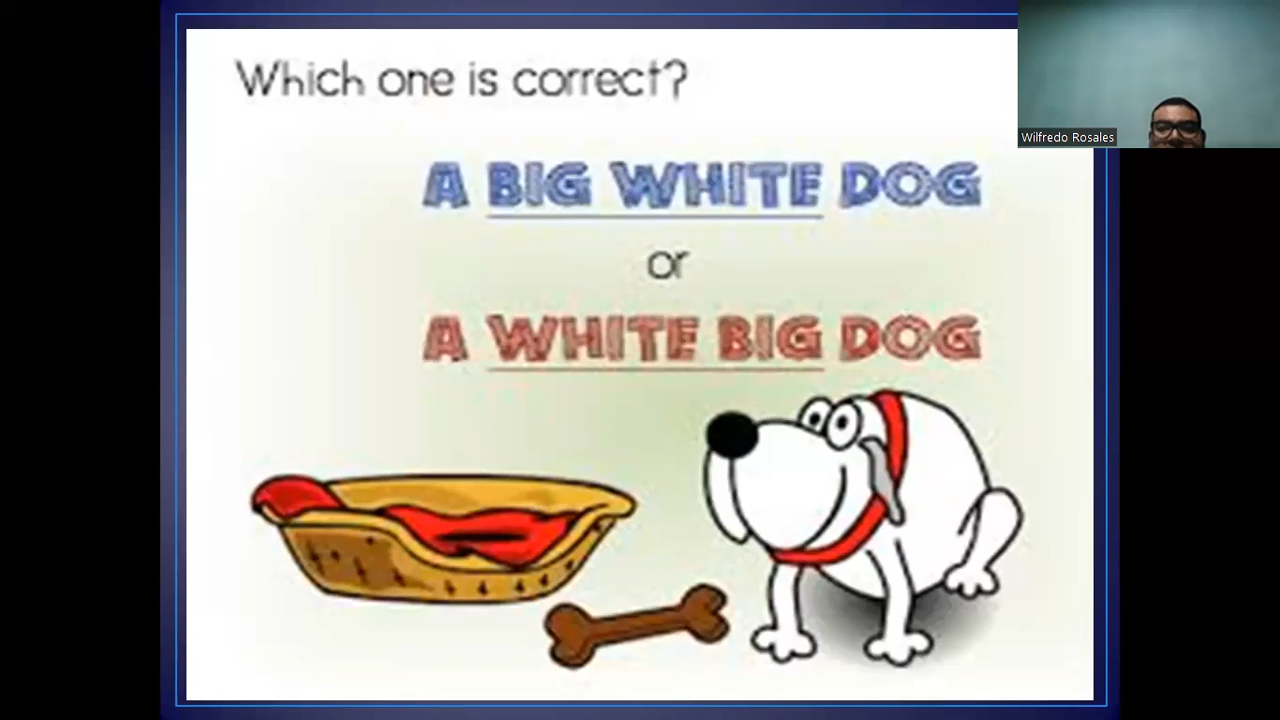 Which one is correct?
Wilfredo Rosales
A BIG WHITE DOG
or
A WHITE BIG DOG